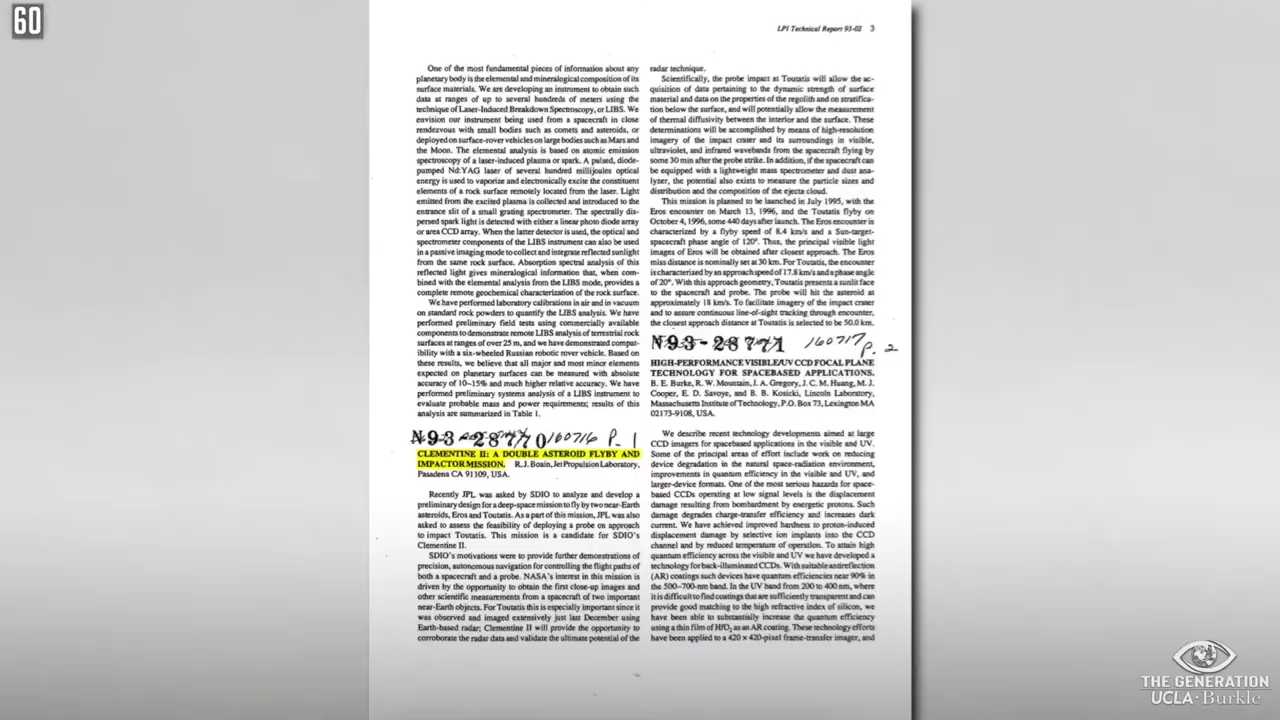 60
LPI Technical Report 93-02 3
One of the most fundamental pieces of information about any
planetary body is the elemental and mineralogical composition of its
surface materials. We are developing an instrument to obtain such
data at ranges of up to several hundreds of meters using the
technique of Laser-Induced Breakdown Spectroscopy, or LIBS. We
envision our instrument being used from a spacecraft in close
rendezvous with small bodies such as comets and asteroids, or
deployed on surface-rover vehicles on large bodies such as Mars and
the Moon. The elemental analysis is based on atomic emission
spectroscopy of a laser-induced plasma or spark. A pulsed, diode-
pumped Nd:YAG laser of several hundred millijoules optical
energy is used to vaporize and electronically excite the constituent
elements of a rock surface remotely located from the laser. Light
emitted from the excited plasma is collected and introduced to the
entrance slit of a small grating spectrometer. The spectrally dis-
persed spark light is detected with either a linear photo diode array
or area CCD array. When the latter detector is used, the optical and
spectrometer components of the LIBS instrument can also be used
in a passive imaging mode to collect and integrate reflected sunlight
from the same rock surface. Absorption spectral analysis of this
reflected light gives mineralogical information that, when com-
bined with the elemental analysis from the LIBS mode, provides a
complete remote geochemical characterization of the rock surface.
We have performed laboratory calibrations in air and in vacuum
on standard rock powders to quantify the LIBS analysis. We have
performed preliminary field tests using commercially available
components to demonstrate remote LIBS analysis of terrestrial rock
surfaces at ranges of over 25 m, and we have demonstrated compat-
ibility with a six-wheeled Russian robotic rover vehicle. Based on
these results, we believe that all major and most minor elements
expected on planetary surfaces can be measured with absolute
accuracy of 10–15% and much higher relative accuracy. We have
performed preliminary systems analysis of a LIBS instrument to
evaluate probable mass and power requirements; results of this
analysis are summarized in Table 1.
N93-28770 160716 P. 1
CLEMENTINE II: A DOUBLE ASTEROID FLYBY AND
IMPACTOR MISSION. R. J. Boain, Jet Propulsion Laboratory,
Pasadena CA 91109, USA.
Recently JPL was asked by SDIO to analyze and develop a
preliminary design for a deep-space mission to fly by two near-Earth
asteroids, Eros and Toutatis. As a part of this mission, JPL was also
asked to assess the feasibility of deploying a probe on approach
to impact Toutatis. This mission is a candidate for SDIO's
Clementine II.
SDIO's motivations were to provide further demonstrations of
precision, autonomous navigation for controlling the flight paths of
both a spacecraft and a probe. NASA's interest in this mission is
driven by the opportunity to obtain the first close-up images and
other scientific measurements from a spacecraft of two important
near-Earth objects. For Toutatis this is especially important since it
was observed and imaged extensively just last December using
Earth-based radar; Clementine II will provide the opportunity to
corroborate the radar data and validate the ultimate potential of the
radar technique.
Scientifically, the probe impact at Toutatis will allow the ac-
quisition of data pertaining to the dynamic strength of surface
material and data on the properties of the regolith and on stratifica-
tion below the surface, and will potentially allow the measurement
of thermal diffusivity between the interior and the surface. These
determinations will be accomplished by means of high-resolution
imagery of the impact crater and its surroundings in visible,
ultraviolet, and infrared wavebands from the spacecraft flying by
some 30 min after the probe strike. In addition, if the spacecraft can
be equipped with a lightweight mass spectrometer and dust ana-
lyzer, the potential also exists to measure the particle sizes and
distribution and the composition of the ejecta cloud.
This mission is planned to be launched in July 1995, with the
Eros encounter on March 13, 1996, and the Toutatis flyby on
October 4, 1996, some 440 days after launch. The Eros encounter is
characterized by a flyby speed of 8.4 km/s and a Sun-target-
spacecraft phase angle of 120°. Thus, the principal visible light
images of Eros will be obtained after closest approach. The Eros
miss distance is nominally set at 30 km. For Toutatis, the encounter
is characterized by an approach speed of 17.8 km/s and a phase angle
of 20°. With this approach geometry, Toutatis presents a sunlit face
to the spacecraft and probe. The probe will hit the asteroid at
approximately 18 km/s. To facilitate imagery of the impact crater
and to assure continuous line-of-sight tracking through encounter,
the closest approach distance at Toutatis is selected to be 50.0 km.
N93-28771 160717 P. 2
HIGH-PERFORMANCE VISIBLE/UV CCD FOCAL PLANE
TECHNOLOGY FOR SPACEBASED APPLICATIONS.
B. E. Burke, R. W. Mountain, J. A. Gregory, J. C. M. Huang, M. J.
Cooper, E. D. Savoye, and B. B. Kosicki, Lincoln Laboratory,
Massachusetts Institute of Technology, P.O. Box 73, Lexington MA
02173-9108, USA.
We describe recent technology developments aimed at large
CCD imagers for spacebased applications in the visible and UV.
Some of the principal areas of effort include work on reducing
device degradation in the natural space-radiation environment,
improvements in quantum efficiency in the visible and UV, and
larger-device formats. One of the most serious hazards for space-
based CCDs operating at low signal levels is the displacement
damage resulting from bombardment by energetic protons. Such
damage degrades charge-transfer efficiency and increases dark
current. We have achieved improved hardness to proton-induced
displacement damage by selective ion implants into the CCD
channel and by reduced temperature of operation. To attain high
quantum efficiency across the visible and UV we have developed a
technology for back-illuminated CCDs. With suitable antireflection
(AR) coatings such devices have quantum efficiencies near 90% in
the 500–700-nm band. In the UV band from 200 to 400 nm, where
it is difficult to find coatings that are sufficiently transparent and can
provide good matching to the high refractive index of silicon, we
have been able to substantially increase the quantum efficiency
using a thin film of HfO₂ as an AR coating. These technology efforts
have been applied to a 420 × 420-pixel frame-transfer imager, and
THE GENERATION
UCLA·Burkle